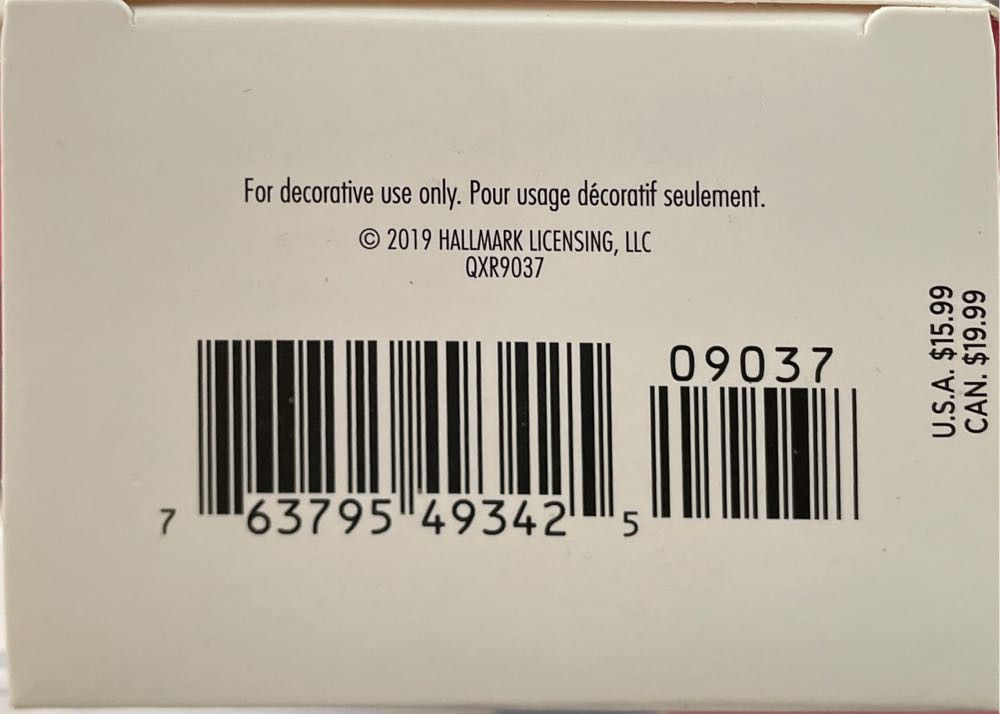 For decorative use only. Pour usage décoratif seulement.
© 2019 HALLMARK LICENSING, LLC
QXR9037
09037
7 63795 49342 5
U.S.A. $15.99
CAN. $19.99